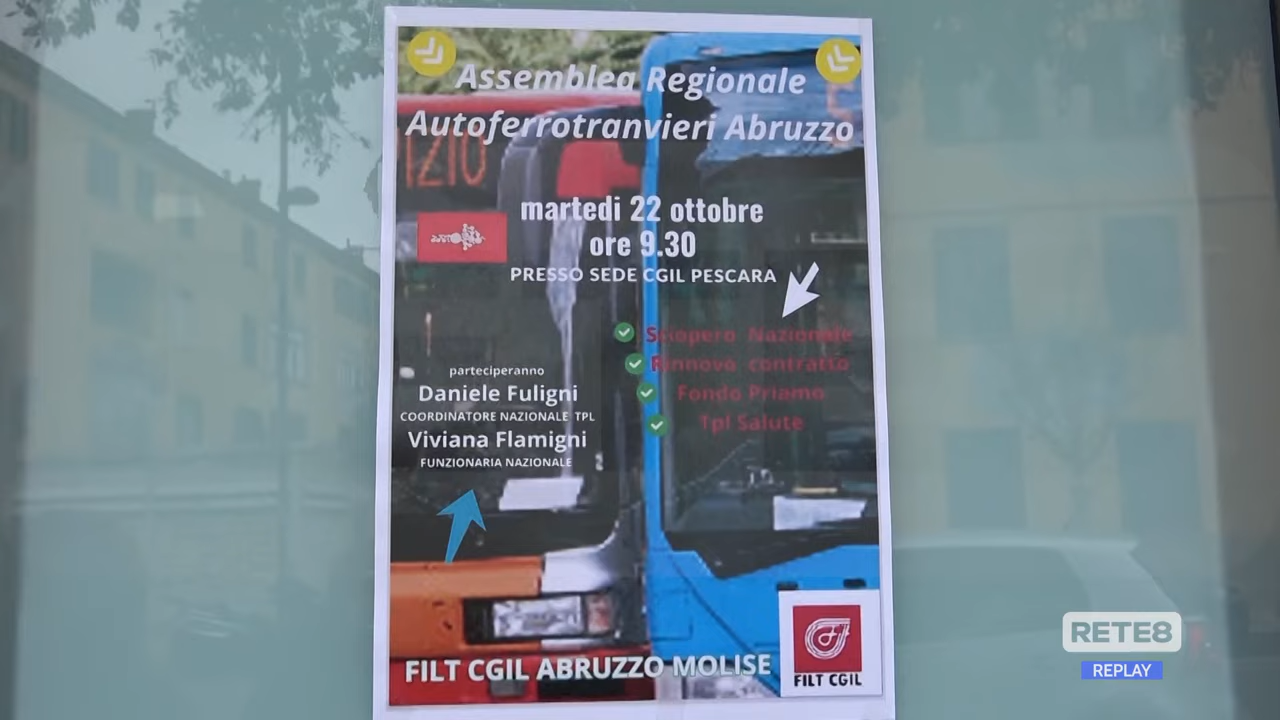 Assemblea Regionale
Autoferrotranvieri Abruzzo
IZIO
martedi 22 ottobre
ore 9.30
PRESSO SEDE CGIL PESCARA
Sciopero Nazionale
Rinnovo contratto
Fondo Priamo
Tpl Salute
parteciperanno
Daniele Fuligni
COORDINATORE NAZIONALE TPL
Viviana Flamigni
FUNZIONARIA NAZIONALE
FILT CGIL ABRUZZO MOLISE
FILT CGIL
RETE8
REPLAY